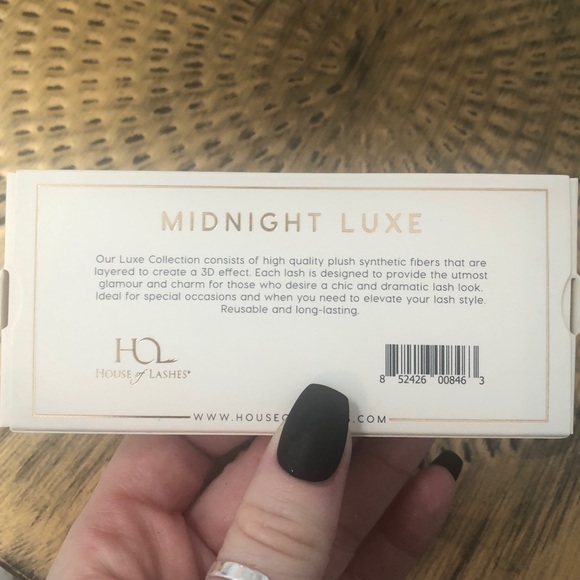 MIDNIGHT LUXE
Our Luxe Collection consists of high quality plush synthetic fibers that are
layered to create a 3D effect. Each lash is designed to provide the utmost
glamour and charm for those who desire a chic and dramatic lash look.
Ideal for special occasions and when you need to elevate your lash style.
Reusable and long-lasting.
HOL
HOUSE of LASHES®
8 52426 00846 3